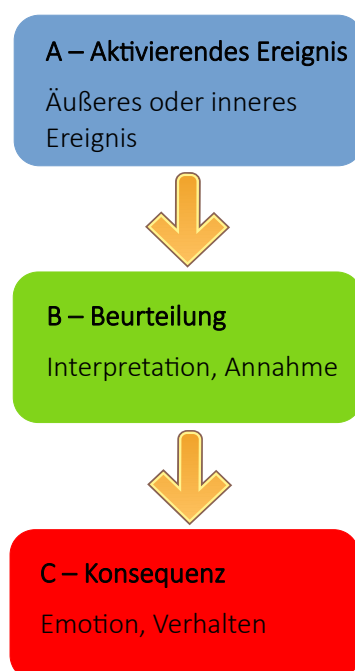 A – Aktivierendes Ereignis
Äußeres oder inneres
Ereignis
B – Beurteilung
Interpretation, Annahme
C – Konsequenz
Emotion, Verhalten